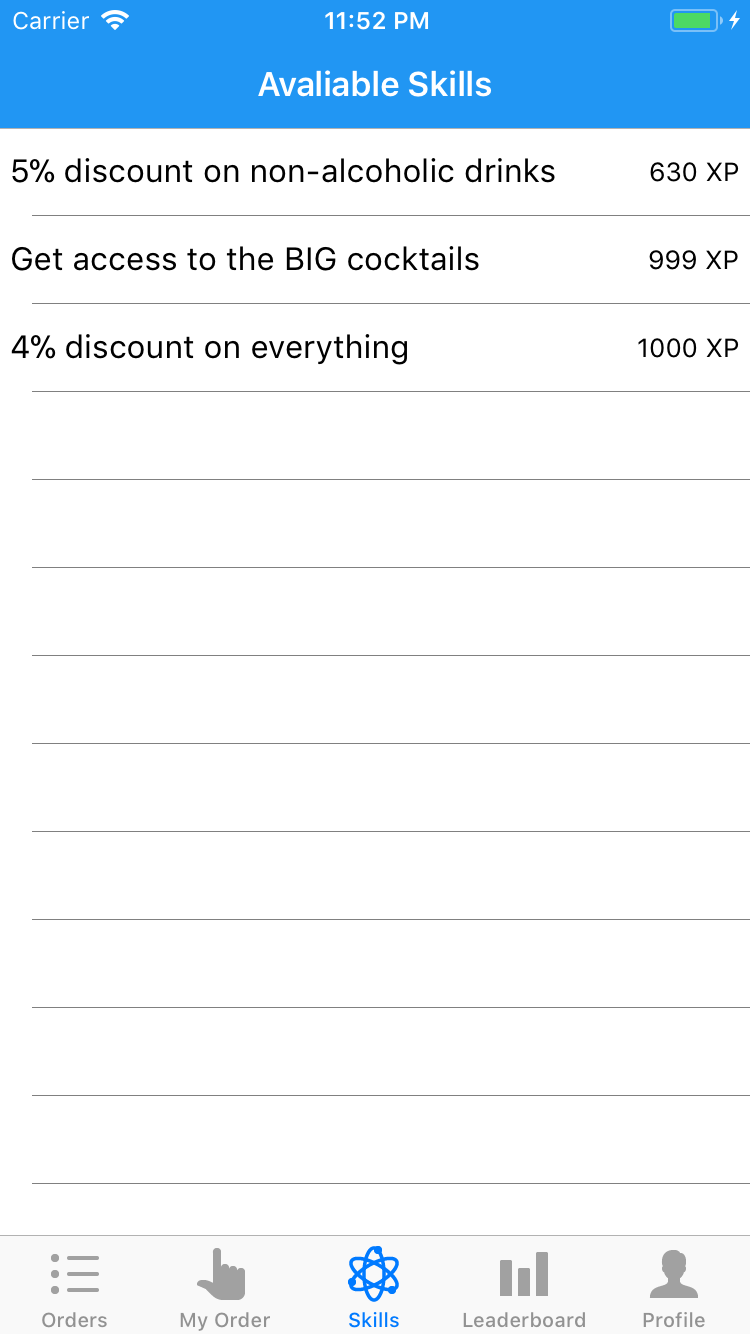 Carrier 11:52 PM
Avaliable Skills
5% discount on non-alcoholic drinks 630 XP
Get access to the BIG cocktails 999 XP
4% discount on everything 1000 XP
Orders My Order Skills Leaderboard Profile